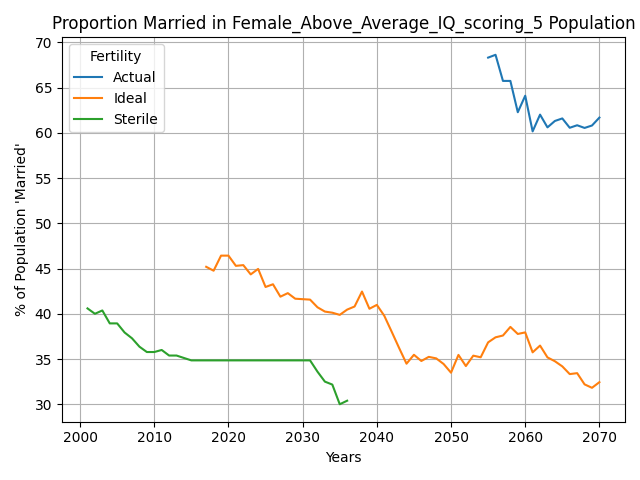 Proportion Married in Female_Above_Average_IQ_scoring_5 Population
% of Population 'Married'
70
65
60
55
50
45
40
35
30
Fertility
Actual
Ideal
Sterile
2000 2010 2020 2030 2040 2050 2060 2070
Years